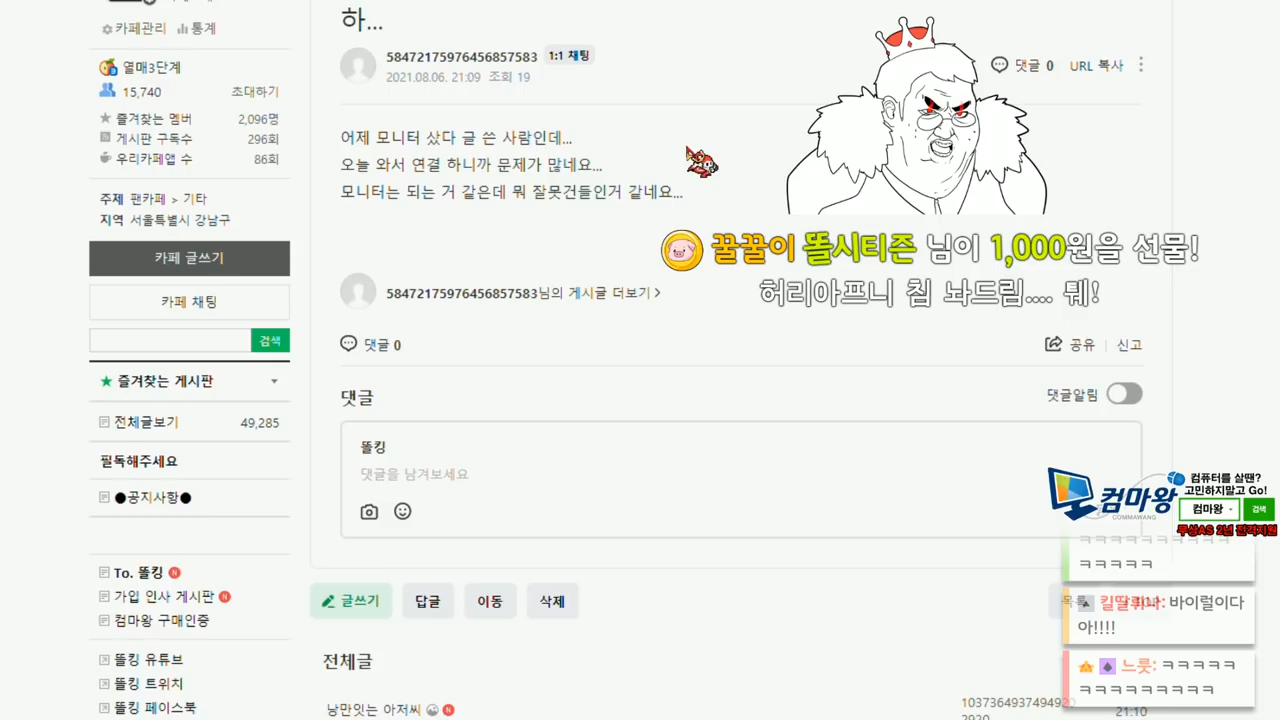 카페관리 통계
열매3단계
15,740 초대하기
즐겨찾는 멤버 2,096명
게시판 구독수 296회
우리카페앱 수 86회
주제 팬카페 > 기타
지역 서울특별시 강남구
카페 글쓰기
카페 채팅
검색
즐겨찾는 게시판
전체글보기 49,285
필독해주세요
●공지사항●
To. 똘킹 N
가입 인사 게시판 N
컴마왕 구매인증
똘킹 유튜브
똘킹 트위치
똘킹 페이스북
하...
58472175976456857583 1:1 채팅
2021.08.06. 21:09 조회 19
댓글 0 URL 복사
어제 모니터 샀다 글 쓴 사람인데...
오늘 와서 연결 하니까 문제가 많네요...
모니터는 되는 거 같은데 뭐 잘못건들인거 같네요...
꿀꿀이 똘시티즌 님이 1,000원을 선물!
허리아프니 침 놔드림.... 퉤!
58472175976456857583님의 게시글 더보기 >
댓글 0
공유 신고
댓글
댓글알림
똘킹
댓글을 남겨보세요
컴퓨터를 살땐?
고민하지말고 Go!
컴마왕
COMMAWANG
컴마왕 검색
무상AS 2년 전격지원
글쓰기 답글 이동 삭제 목록
ㅋㅋㅋㅋㅋㅋㅋㅋㅋㅋ
ㅋㅋㅋㅋㅋ
킬딸뤼나: 바이럴이다
아!!!!
느룻: ㅋㅋㅋㅋㅋ
ㅋㅋㅋㅋㅋㅋㅋㅋㅋ
전체글
낭만잇는 아저씨 N
21:10